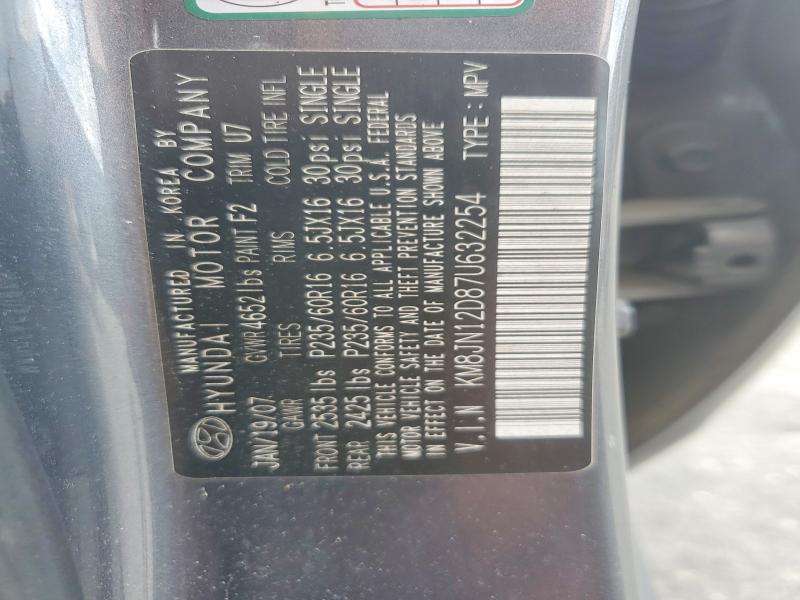 MANUFACTURED IN KOREA BY
HYUNDAI MOTOR COMPANY
JAN/19/07 GVWR 4652 lbs PAINT F2 TRIM U7
GAWR TIRES RIMS COLD TIRE INFL
FRONT 2535 lbs P235/60R16 6.5JX16 30psi SINGLE
REAR 2425 lbs P235/60R16 6.5JX16 30psi SINGLE
THIS VEHICLE CONFORMS TO ALL APPLICABLE U.S.A. FEDERAL
MOTOR VEHICLE SAFETY AND THEFT PREVENTION STANDARDS
IN EFFECT ON THE DATE OF MANUFACTURE SHOWN ABOVE
V.I.N KM8JN12D87U632254 TYPE : MPV